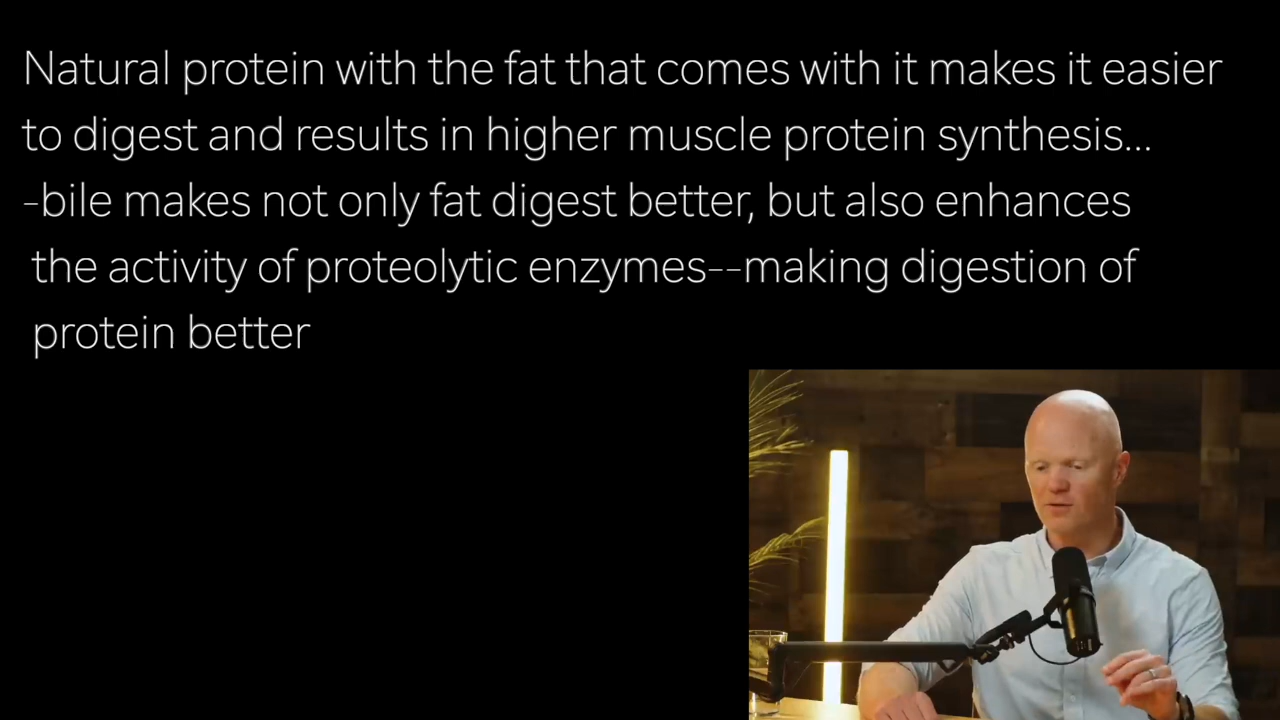 Natural protein with the fat that comes with it makes it easier
to digest and results in higher muscle protein synthesis...
-bile makes not only fat digest better, but also enhances
the activity of proteolytic enzymes--making digestion of
protein better